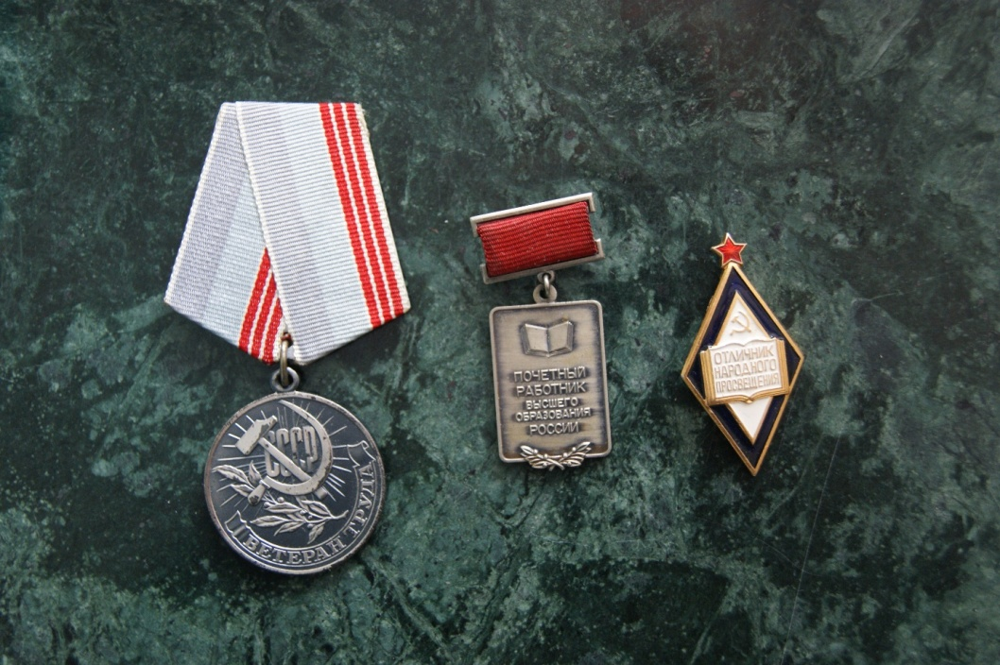 СССР
ВЕТЕРАН ТРУДА
ПОЧЕТНЫЙ
РАБОТНИК
ВЫСШЕГО
ОБРАЗОВАНИЯ
РОССИИ
ОТЛИЧНИК
НАРОДНОГО
ПРОСВЕЩЕНИЯ